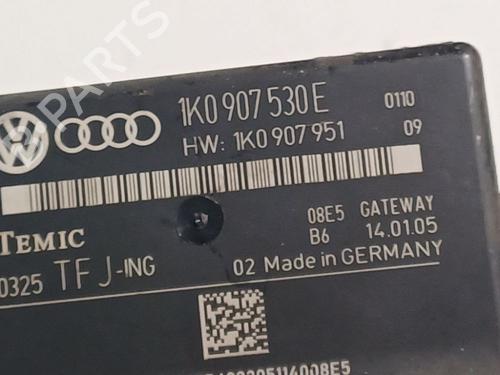 1K0 907 530 E 0110
HW: 1K0 907 951 09
TEMIC
08E5 GATEWAY
B6 14.01.05
0325 TFJ-ING
02 Made in GERMANY
B-PARTS